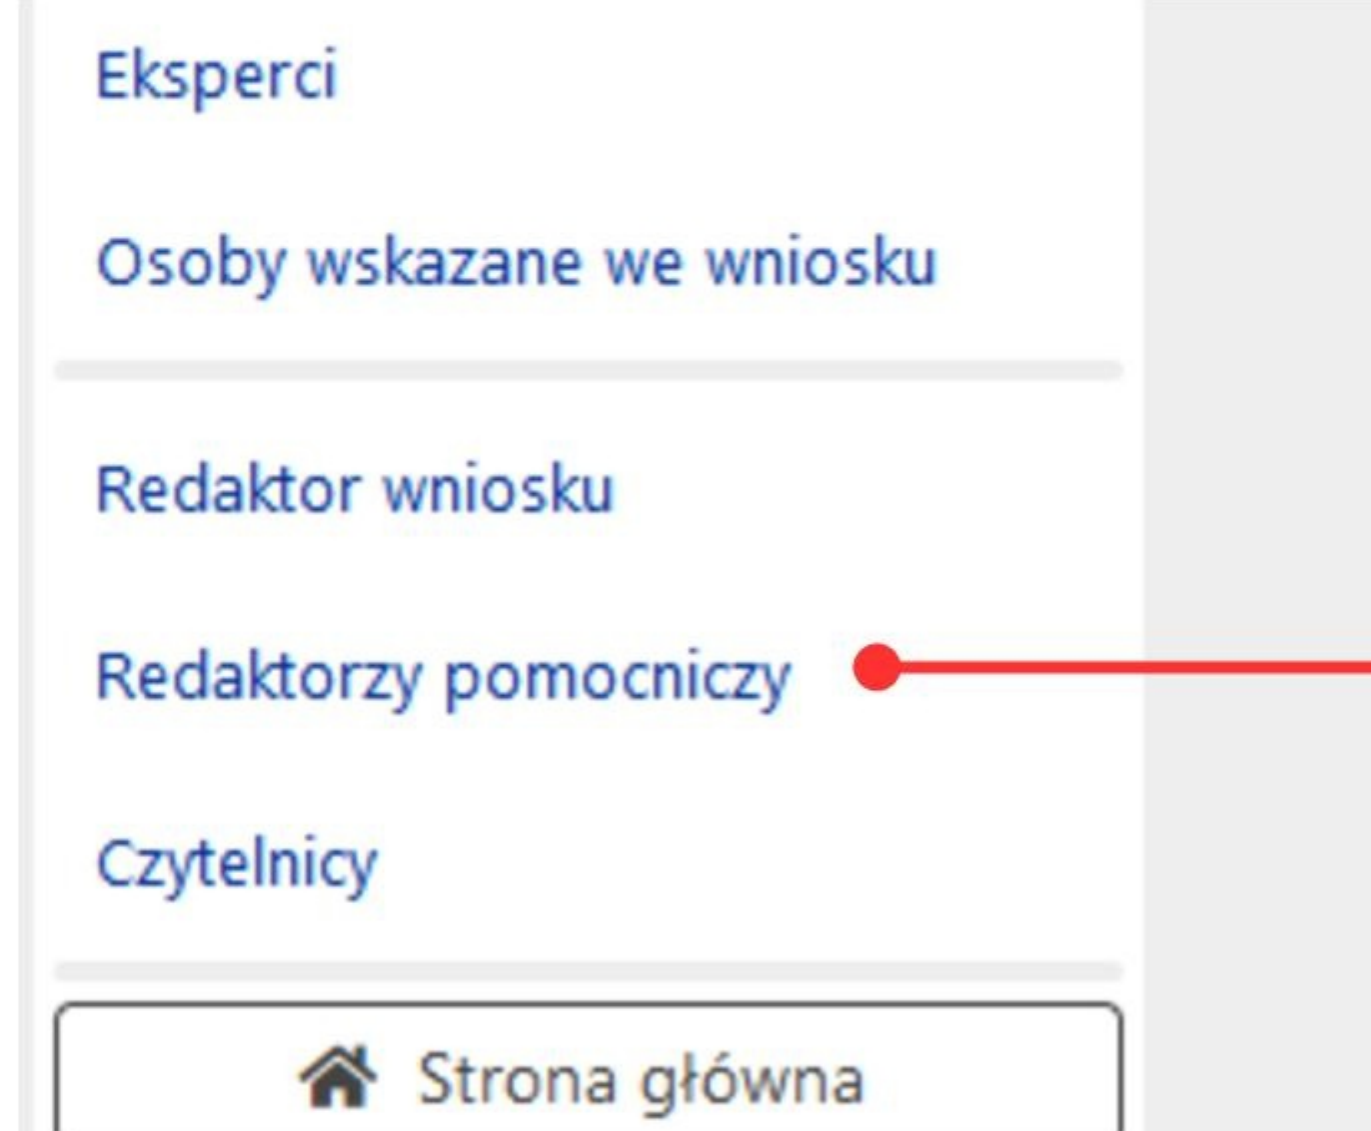 Eksperci
Osoby wskazane we wniosku
Redaktor wniosku
Redaktorzy pomocniczy
Czytelnicy
Strona główna